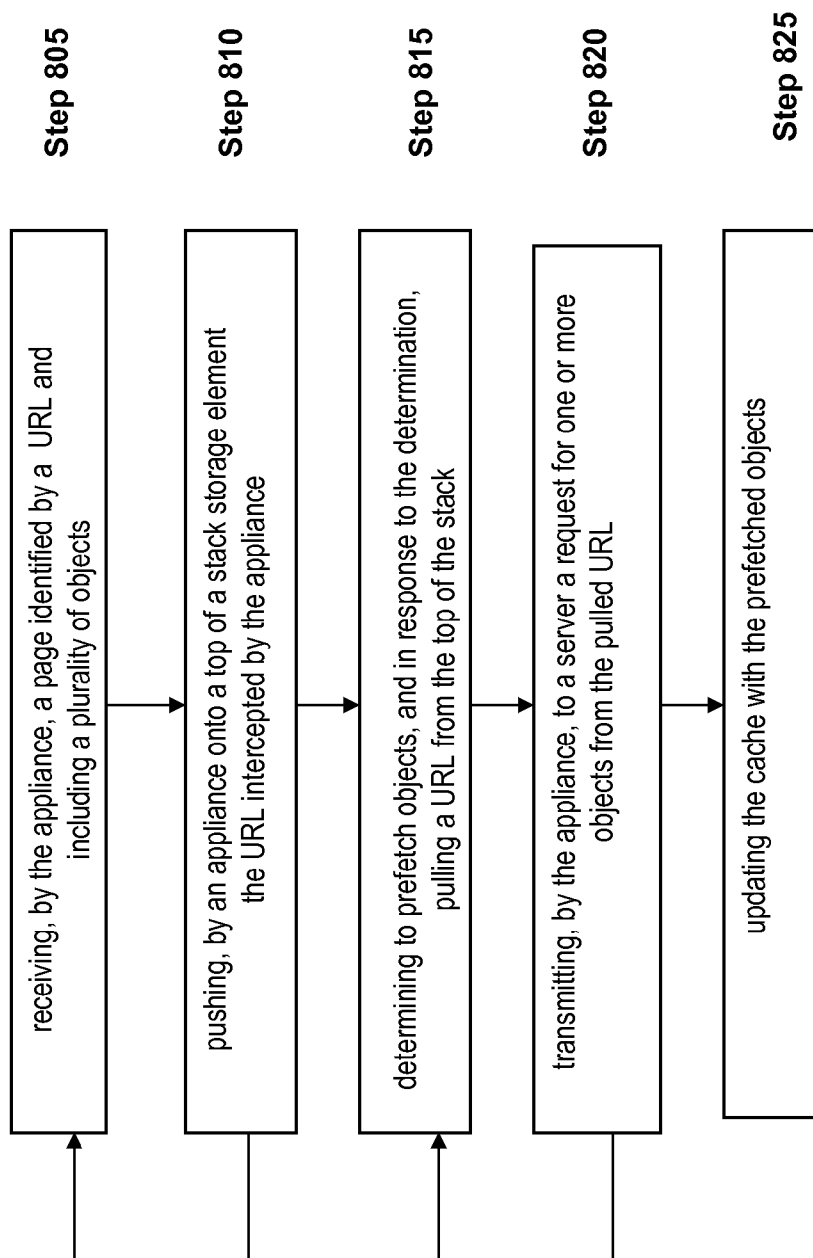 receiving, by the appliance, a page identified by a URL and
including a plurality of objects
Step 805
pushing, by an appliance onto a top of a stack storage element
the URL intercepted by the appliance
Step 810
determining to prefetch objects, and in response to the determination,
pulling a URL from the top of the stack
Step 815
transmitting, by the appliance, to a server a request for one or more
objects from the pulled URL
Step 820
updating the cache with the prefetched objects
Step 825